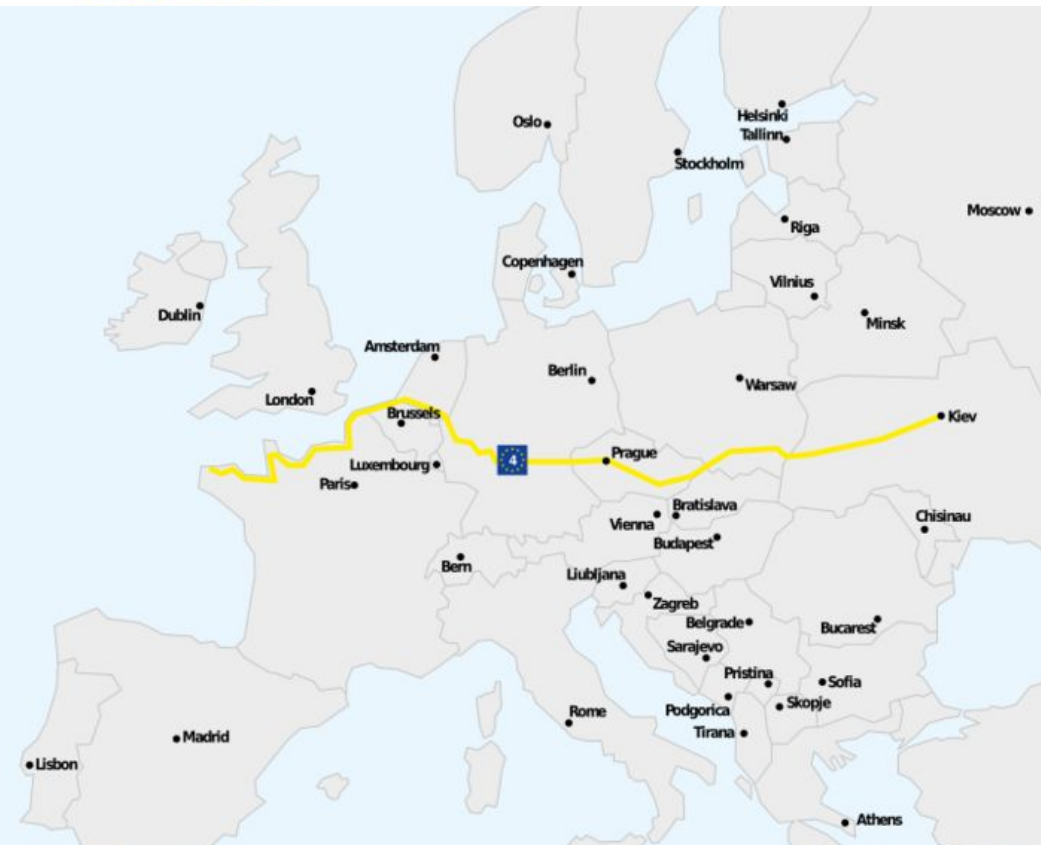 Helsinki
Oslo
Tallinn
Stockholm
Moscow
Riga
Copenhagen
Vilnius
Dublin
Minsk
Amsterdam
Berlin
Warsaw
London
Brussels
Kiev
Prague
4
Luxembourg
Paris
Bratislava
Vienna
Chisinau
Budapest
Bern
Liubljana
Zagreb
Belgrade
Bucarest
Sarajevo
Pristina
Sofia
Skopje
Podgorica
Rome
Tirana
Madrid
Lisbon
Athens